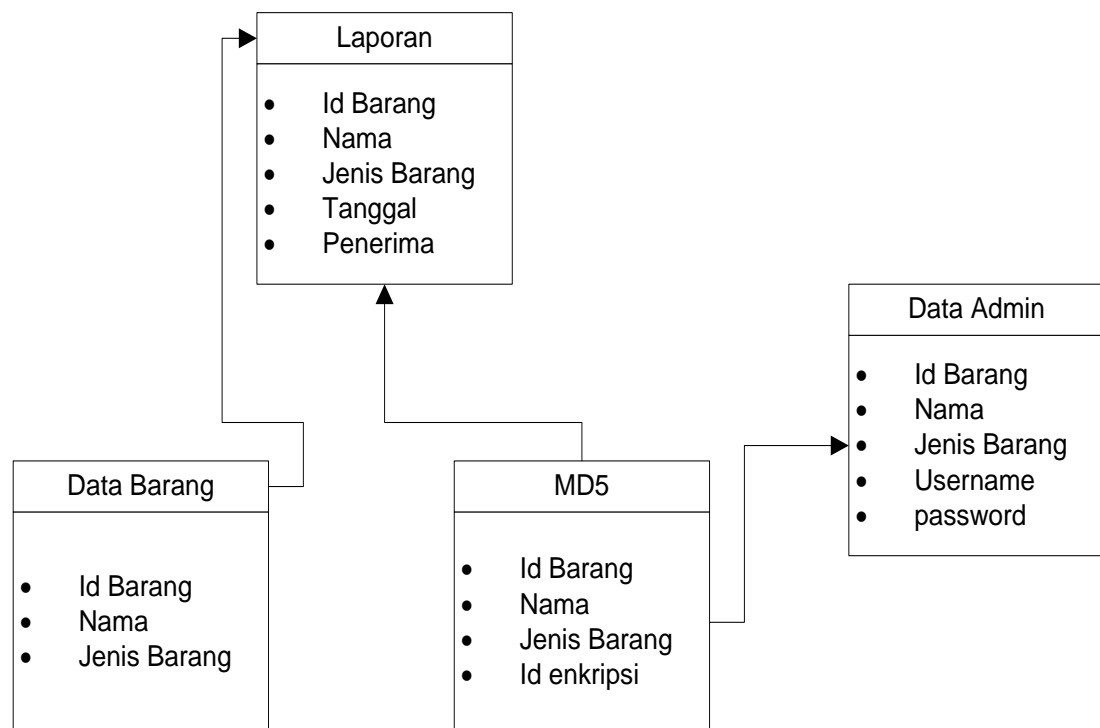 Laporan
Id Barang
Nama
Jenis Barang
Tanggal
Penerima
Data Admin
Id Barang
Nama
Jenis Barang
Username
password
Data Barang
Id Barang
Nama
Jenis Barang
MD5
Id Barang
Nama
Jenis Barang
Id enkripsi